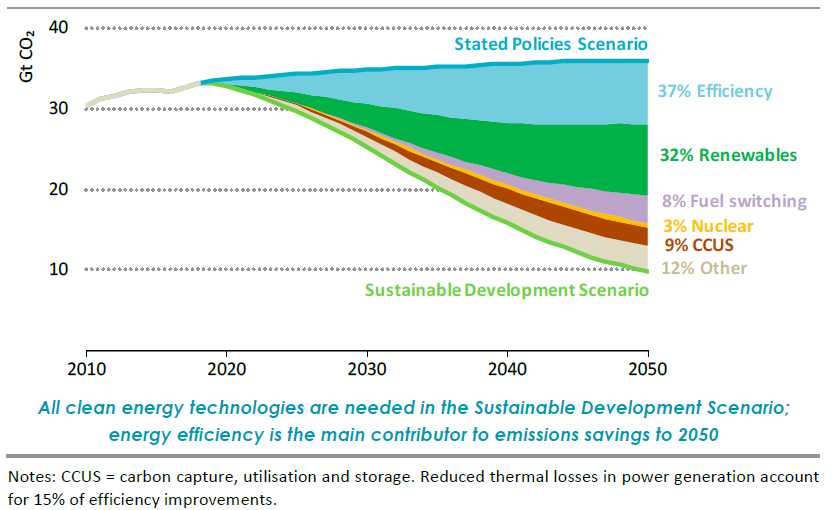 40
Gt CO₂
Stated Policies Scenario
37% Efficiency
30
32% Renewables
20
8% Fuel switching
3% Nuclear
9% CCUS
10
12% Other
Sustainable Development Scenario
2010
2020
2030
2040
2050
All clean energy technologies are needed in the Sustainable Development Scenario;
energy efficiency is the main contributor to emissions savings to 2050
Notes: CCUS = carbon capture, utilisation and storage. Reduced thermal losses in power generation account
for 15% of efficiency improvements.